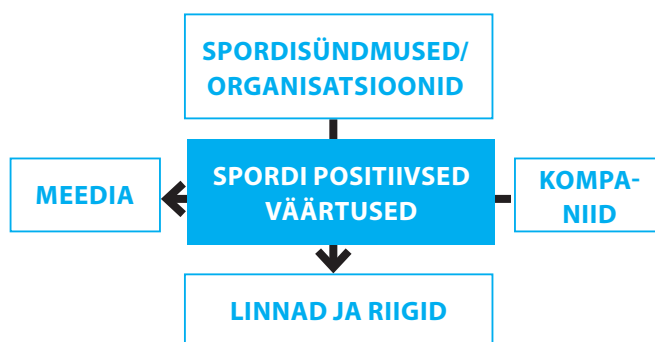 SPORDISÜNDMUSED/
ORGANISATSIOONID
MEEDIA
SPORDI POSITIIVSED
VÄÄRTUSED
KOMPA-
NIID
LINNAD JA RIIGID